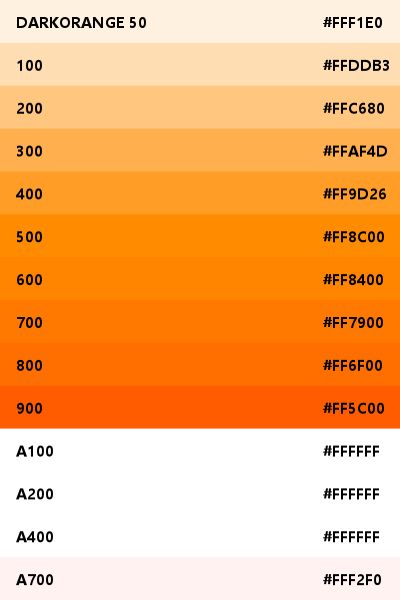 DARKORANGE 50 #FFF1E0
100 #FFDDB3
200 #FFC680
300 #FFAF4D
400 #FF9D26
500 #FF8C00
600 #FF8400
700 #FF7900
800 #FF6F00
900 #FF5C00
A100 #FFFFFF
A200 #FFFFFF
A400 #FFFFFF
A700 #FFF2F0